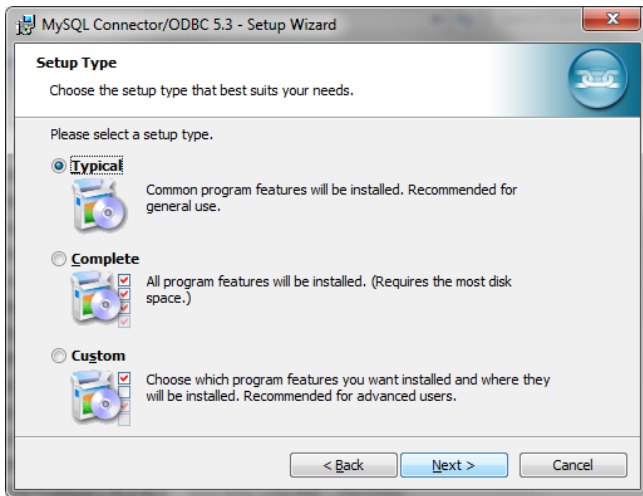 MySQL Connector/ODBC 5.3 - Setup Wizard
Setup Type
Choose the setup type that best suits your needs.
Please select a setup type.
Typical
Common program features will be installed. Recommended for
general use.
Complete
All program features will be installed. (Requires the most disk
space.)
Custom
Choose which program features you want installed and where they
will be installed. Recommended for advanced users.
< Back Next > Cancel